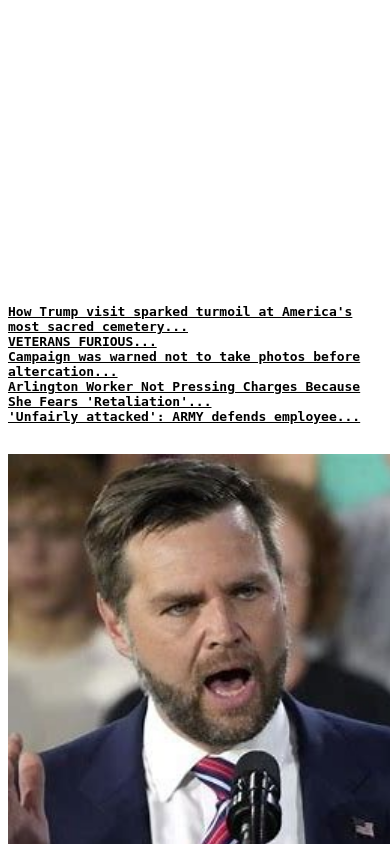 How Trump visit sparked turmoil at America's
most sacred cemetery...
VETERANS FURIOUS...
Campaign was warned not to take photos before
altercation...
Arlington Worker Not Pressing Charges Because
She Fears 'Retaliation'...
'Unfairly attacked': ARMY defends employee...